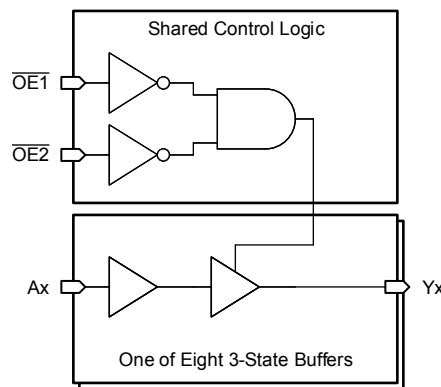 Shared Control Logic
OE1
OE2
Ax
Yx
One of Eight 3-State Buffers